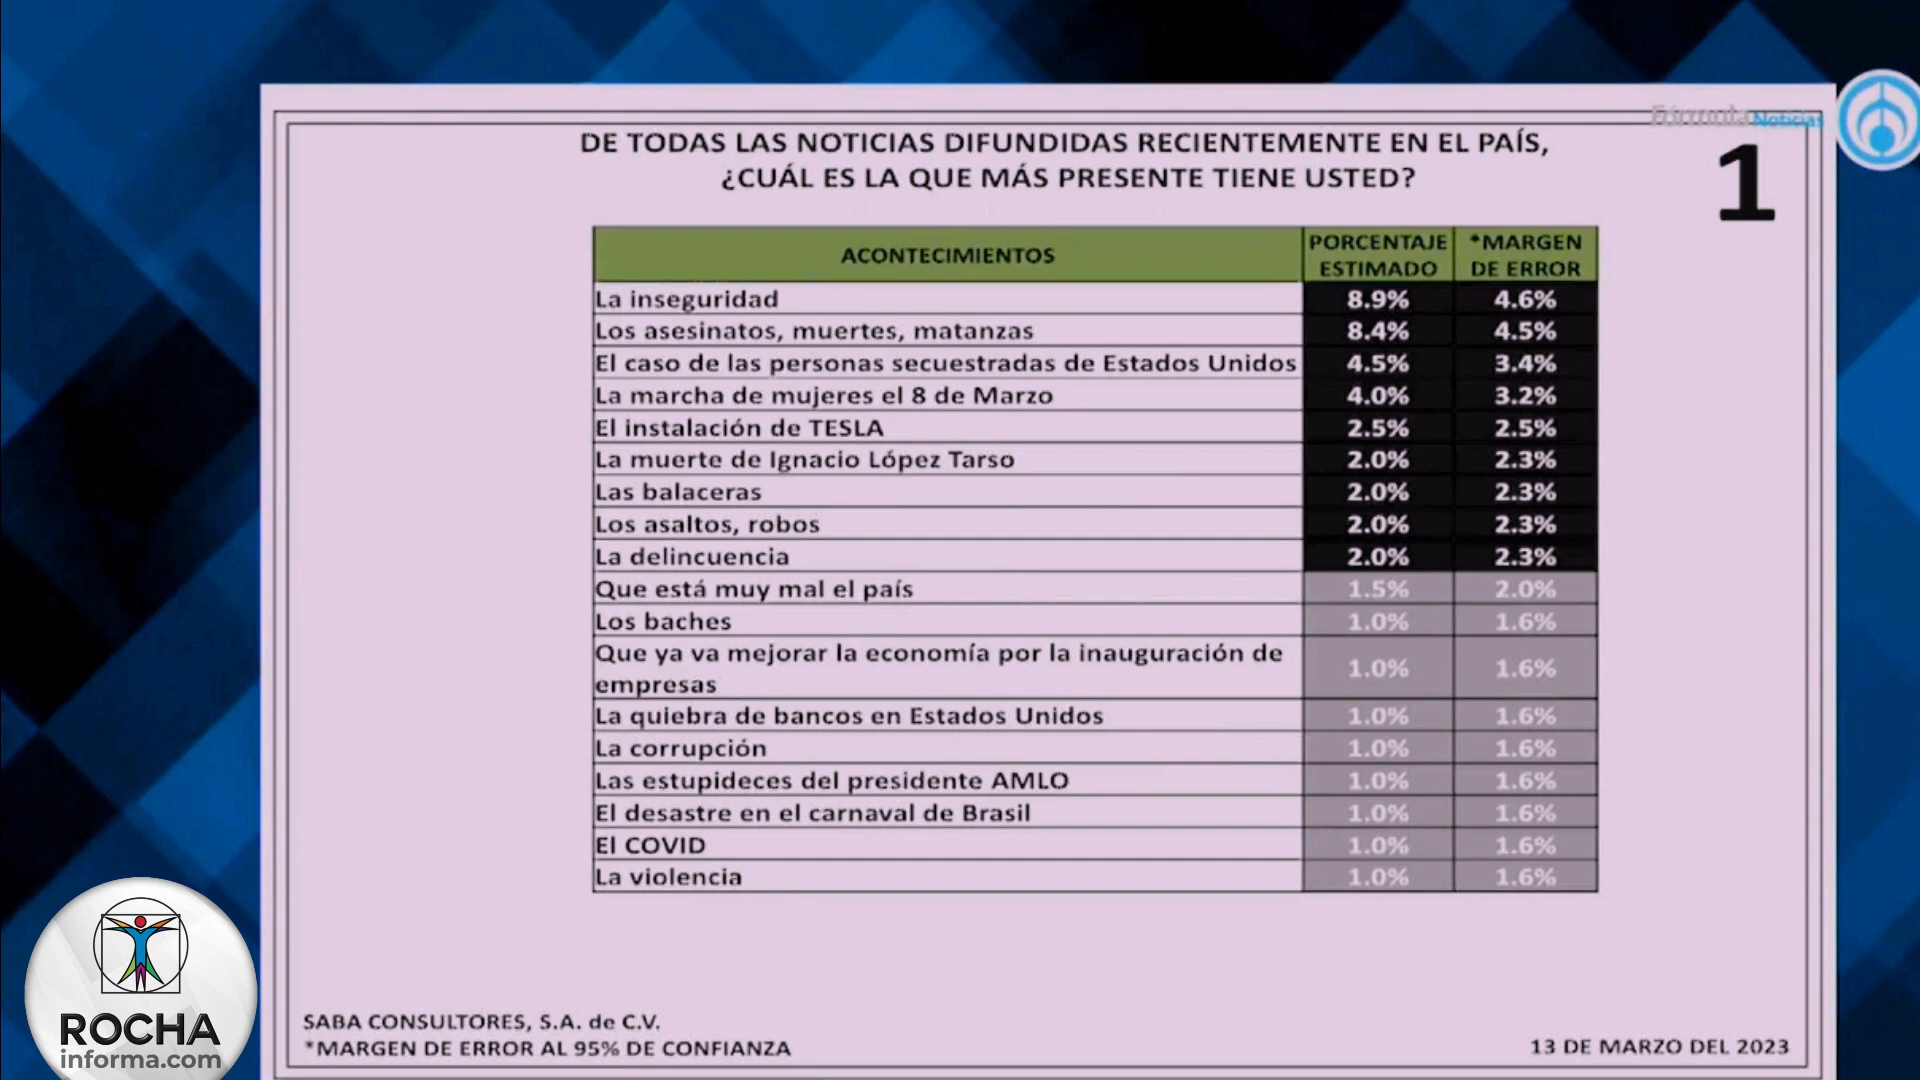 Fórmula Noticias
DE TODAS LAS NOTICIAS DIFUNDIDAS RECIENTEMENTE EN EL PAÍS,
¿CUÁL ES LA QUE MÁS PRESENTE TIENE USTED?
1
ACONTECIMIENTOS PORCENTAJE ESTIMADO *MARGEN DE ERROR
La inseguridad 8.9% 4.6%
Los asesinatos, muertes, matanzas 8.4% 4.5%
El caso de las personas secuestradas de Estados Unidos 4.5% 3.4%
La marcha de mujeres el 8 de Marzo 4.0% 3.2%
El instalación de TESLA 2.5% 2.5%
La muerte de Ignacio López Tarso 2.0% 2.3%
Las balaceras 2.0% 2.3%
Los asaltos, robos 2.0% 2.3%
La delincuencia 2.0% 2.3%
Que está muy mal el país 1.5% 2.0%
Los baches 1.0% 1.6%
Que ya va mejorar la economía por la inauguración de
empresas 1.0% 1.6%
La quiebra de bancos en Estados Unidos 1.0% 1.6%
La corrupción 1.0% 1.6%
Las estupideces del presidente AMLO 1.0% 1.6%
El desastre en el carnaval de Brasil 1.0% 1.6%
El COVID 1.0% 1.6%
La violencia 1.0% 1.6%
SABA CONSULTORES, S.A. de C.V.
*MARGEN DE ERROR AL 95% DE CONFIANZA
13 DE MARZO DEL 2023
ROCHA
informa.com